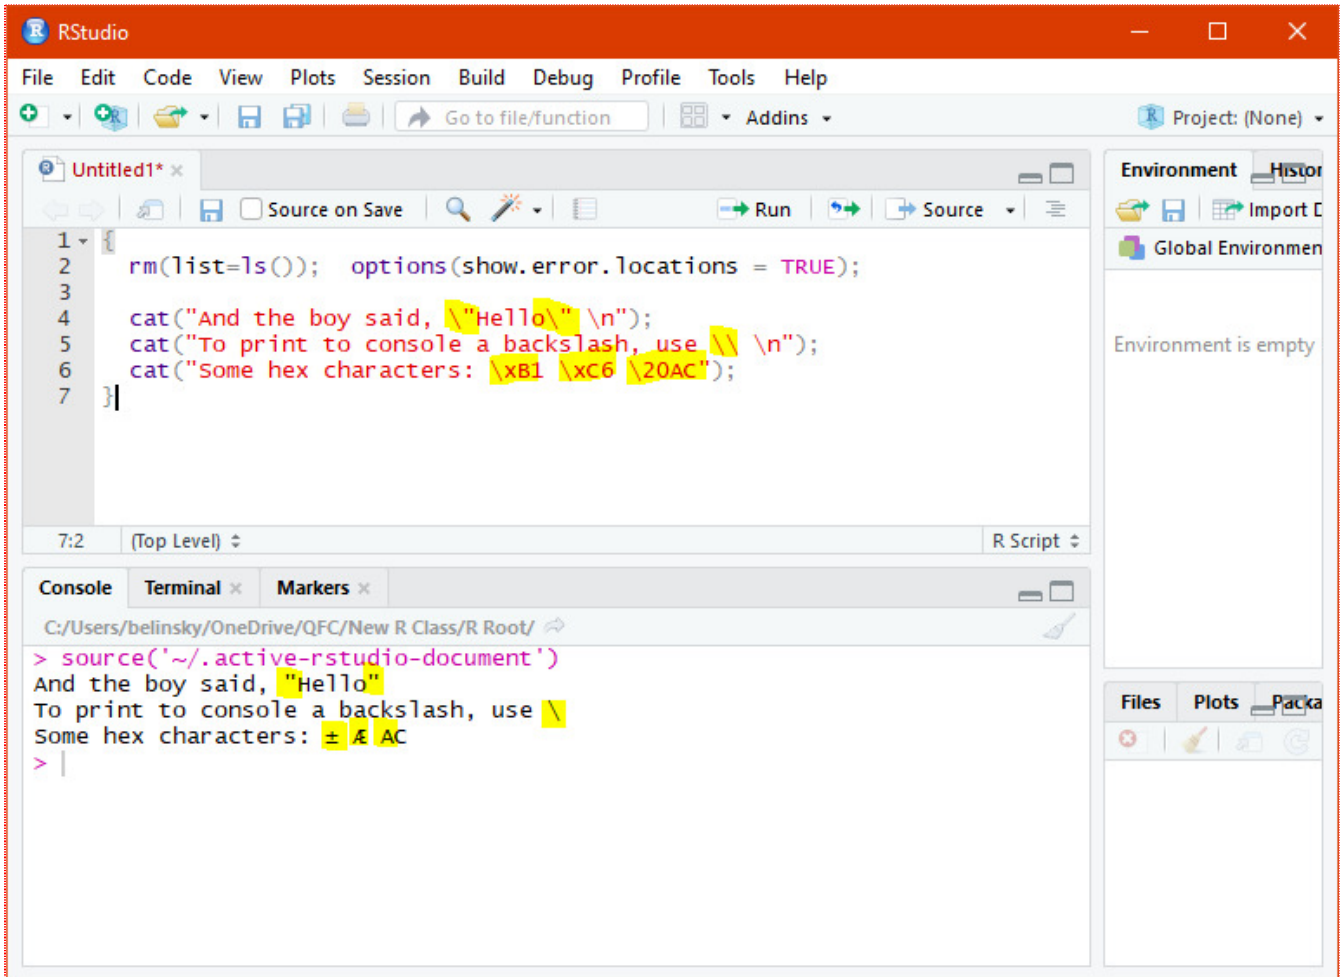 RStudio
File Edit Code View Plots Session Build Debug Profile Tools Help
Go to file/function Addins Project: (None)
Untitled1*
Source on Save Run Source
1 {
2 rm(list=ls());  options(show.error.locations = TRUE);
3
4 cat("And the boy said, \"Hello\" \n");
5 cat("To print to console a backslash, use \\ \n");
6 cat("Some hex characters: \xB1 \xC6 \20AC");
7 }
7:2 (Top Level) R Script
Console Terminal Markers
C:/Users/belinsky/OneDrive/QFC/New R Class/R Root/
> source('~/.active-rstudio-document')
And the boy said, "Hello"
To print to console a backslash, use \
Some hex characters: ± Æ AC
>
Environment Histor
Import D
Global Environmen
Environment is empty
Files Plots Packa